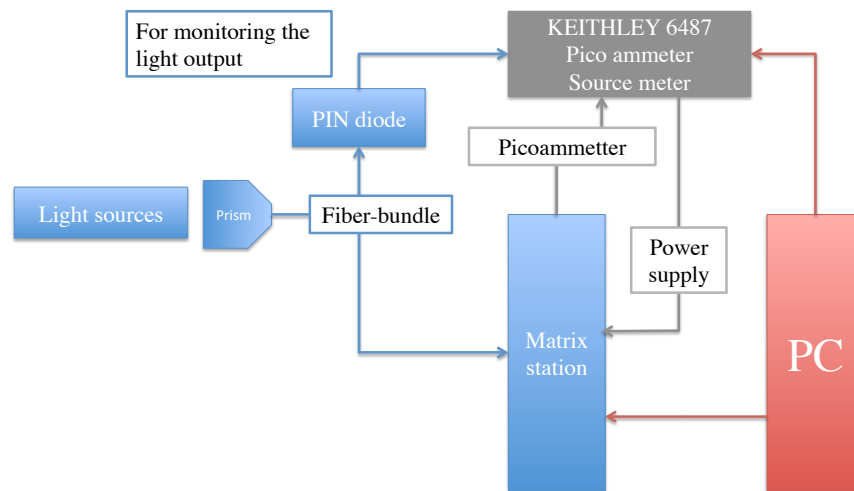 For monitoring the
light output
KEITHLEY 6487
Pico ammeter
Source meter
PIN diode
Picoammetter
Light sources
Prism
Fiber-bundle
Power
supply
Matrix
station
PC